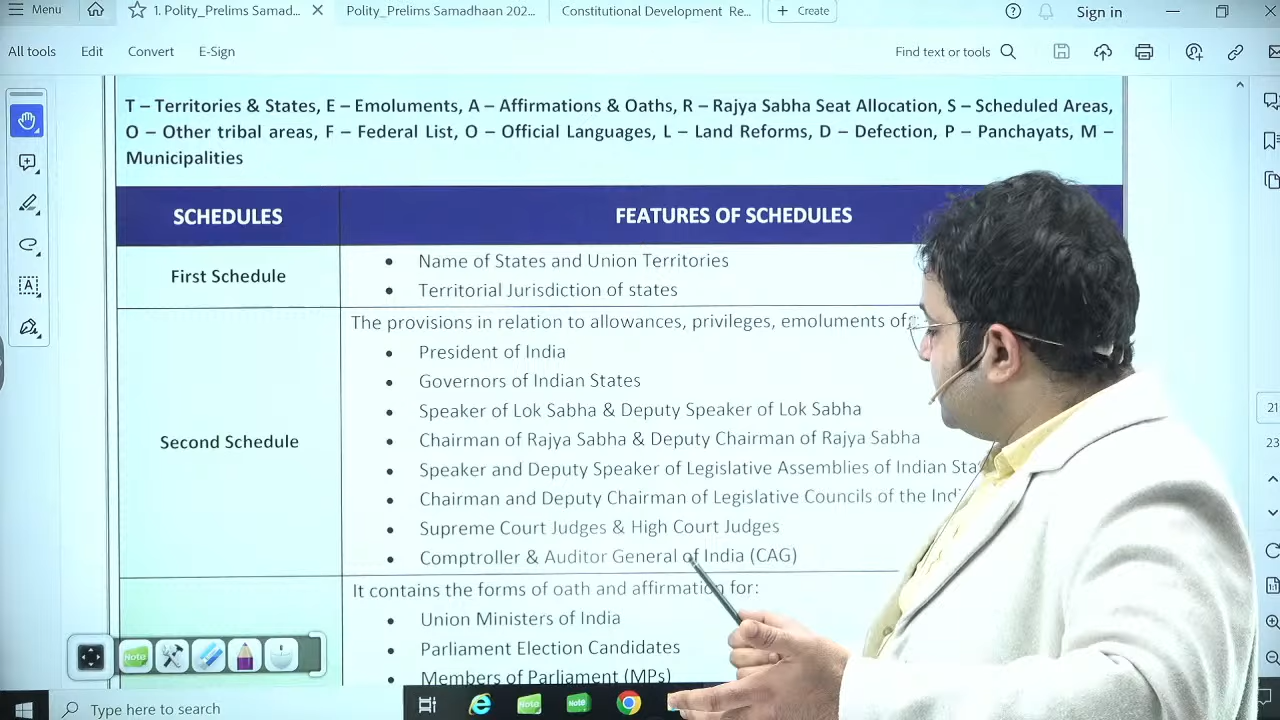 Menu
1. Polity_Prelims Samad...
Polity_Prelims Samadhaan 202...
Constitutional Development Re...
+ Create
Sign in
All tools
Edit
Convert
E-Sign
Find text or tools
T – Territories & States, E – Emoluments, A – Affirmations & Oaths, R – Rajya Sabha Seat Allocation, S – Scheduled Areas,
O – Other tribal areas, F – Federal List, O – Official Languages, L – Land Reforms, D – Defection, P – Panchayats, M –
Municipalities
SCHEDULES
FEATURES OF SCHEDULES
First Schedule
• Name of States and Union Territories
• Territorial Jurisdiction of states
Second Schedule
The provisions in relation to allowances, privileges, emoluments of
• President of India
• Governors of Indian States
• Speaker of Lok Sabha & Deputy Speaker of Lok Sabha
• Chairman of Rajya Sabha & Deputy Chairman of Rajya Sabha
• Speaker and Deputy Speaker of Legislative Assemblies of Indian Sta
• Chairman and Deputy Chairman of Legislative Councils of the Ind
• Supreme Court Judges & High Court Judges
• Comptroller & Auditor General of India (CAG)
It contains the forms of oath and affirmation for:
• Union Ministers of India
• Parliament Election Candidates
• Members of Parliament (MPs)
21
23
Note
Type here to search
Note
Note